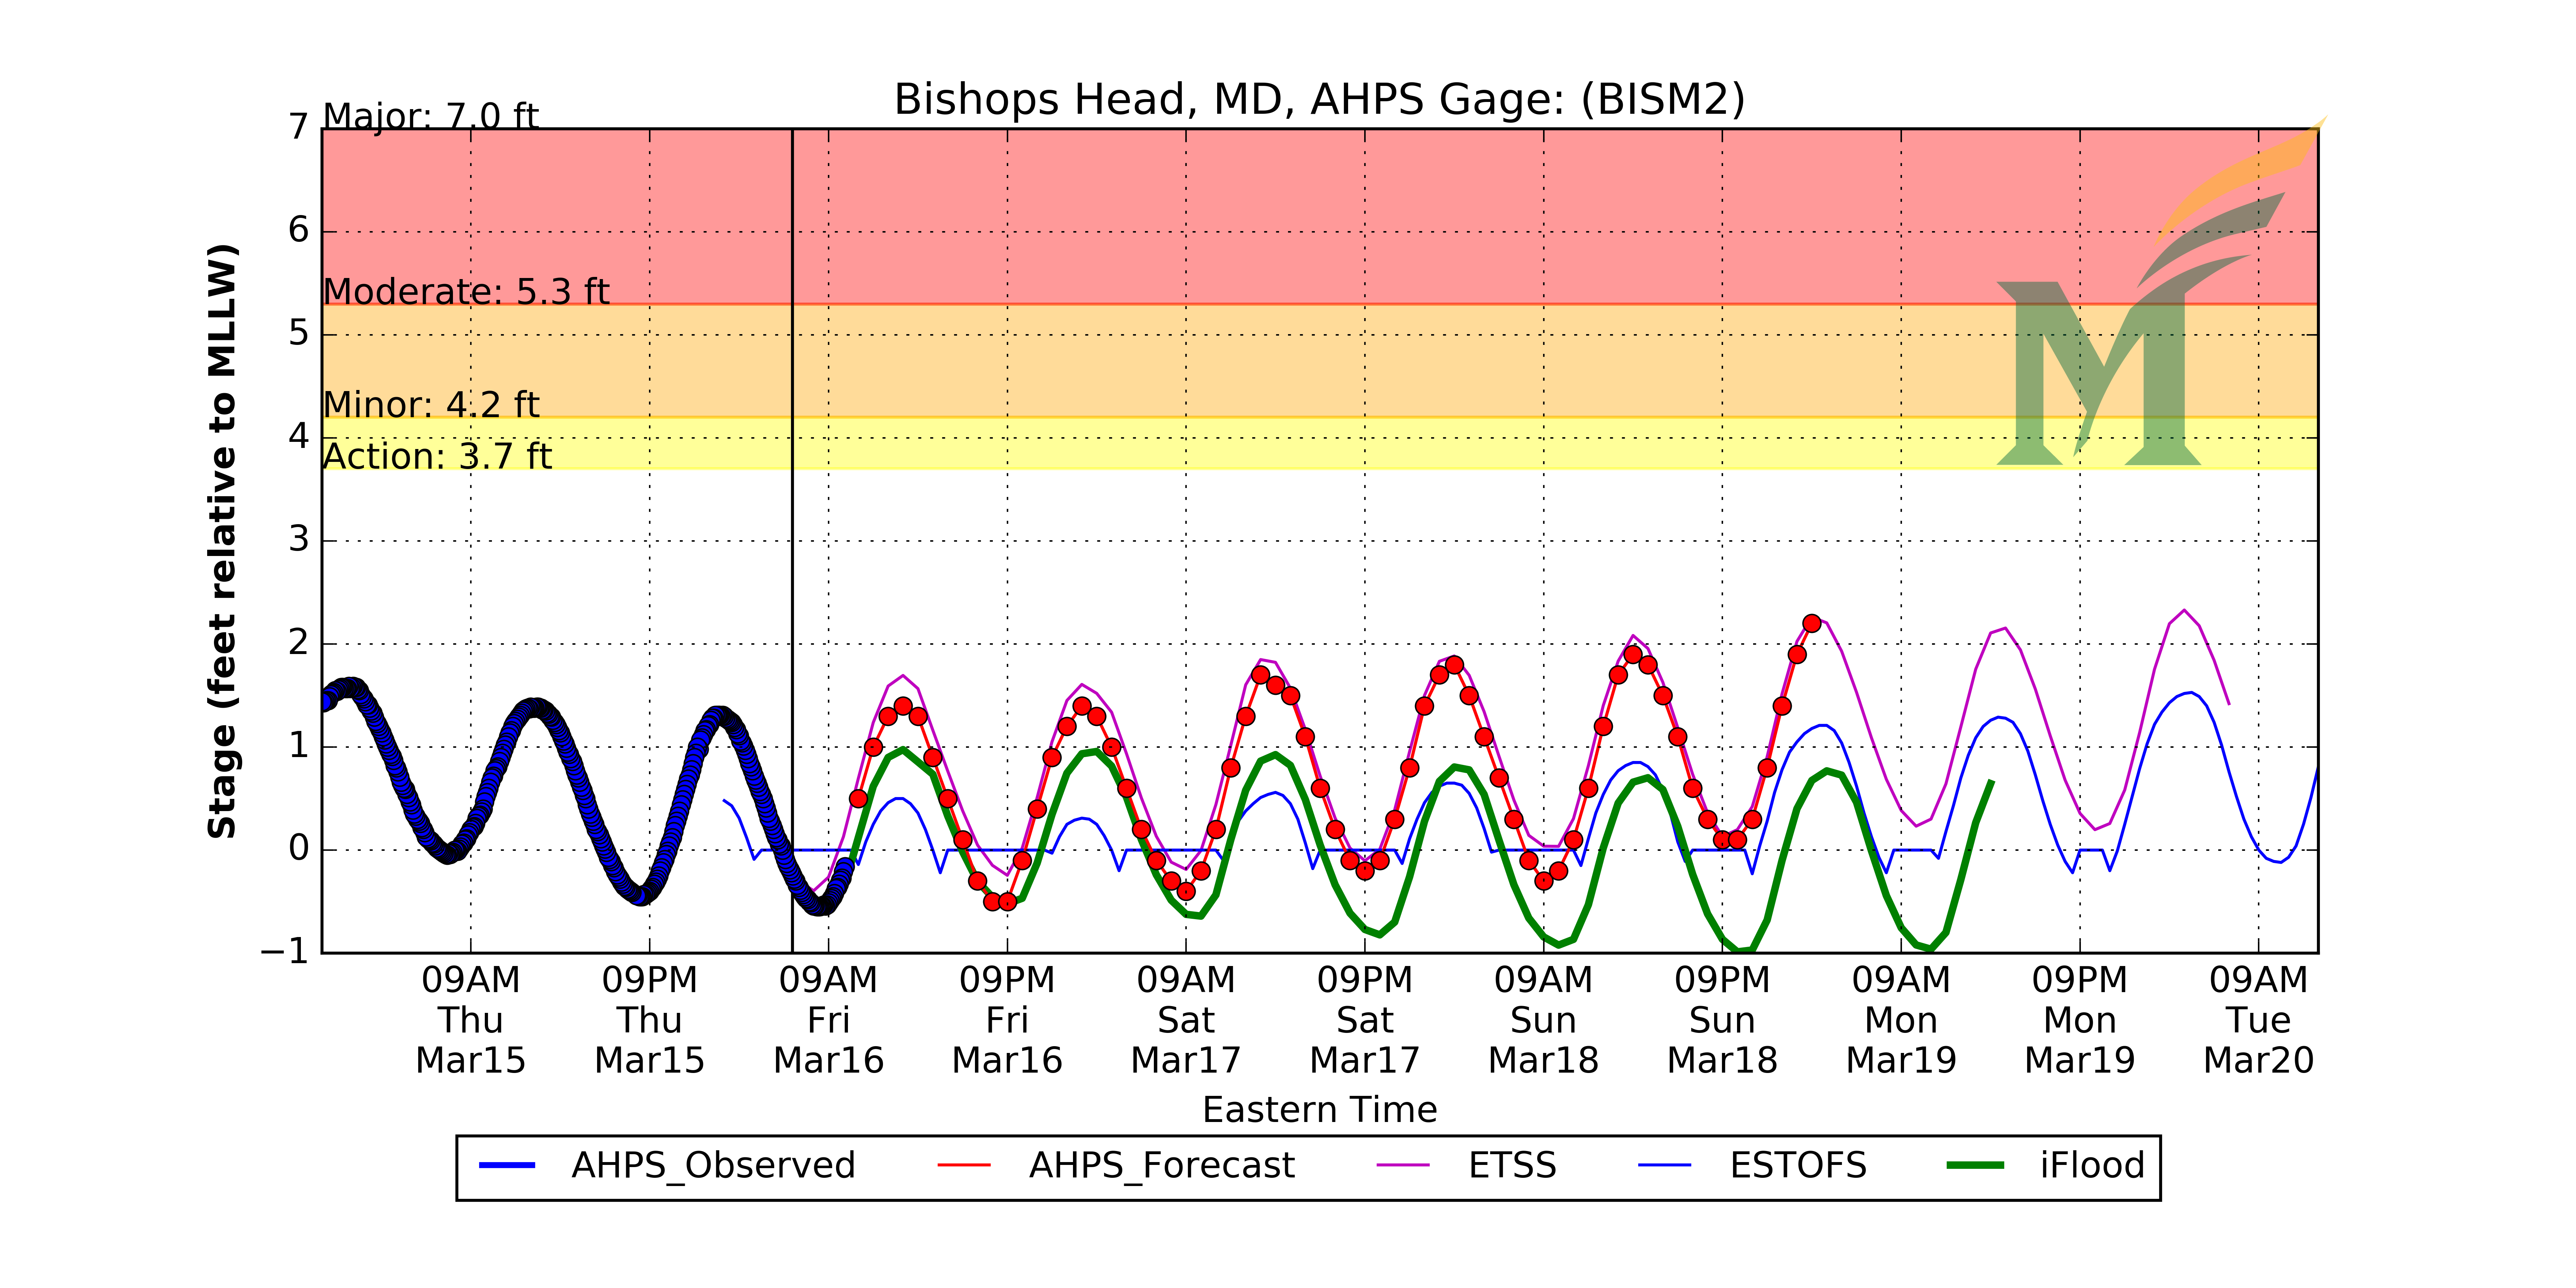 Bishops Head, MD, AHPS Gage: (BISM2)
Major: 7.0 ft
Moderate: 5.3 ft
Minor: 4.2 ft
Action: 3.7 ft
7
6
5
4
3
2
1
0
−1
Stage (feet relative to MLLW)
09AM Thu Mar15
09PM Thu Mar15
09AM Fri Mar16
09PM Fri Mar16
09AM Sat Mar17
09PM Sat Mar17
09AM Sun Mar18
09PM Sun Mar18
09AM Mon Mar19
09PM Mon Mar19
09AM Tue Mar20
Eastern Time
AHPS_Observed AHPS_Forecast ETSS ESTOFS iFlood